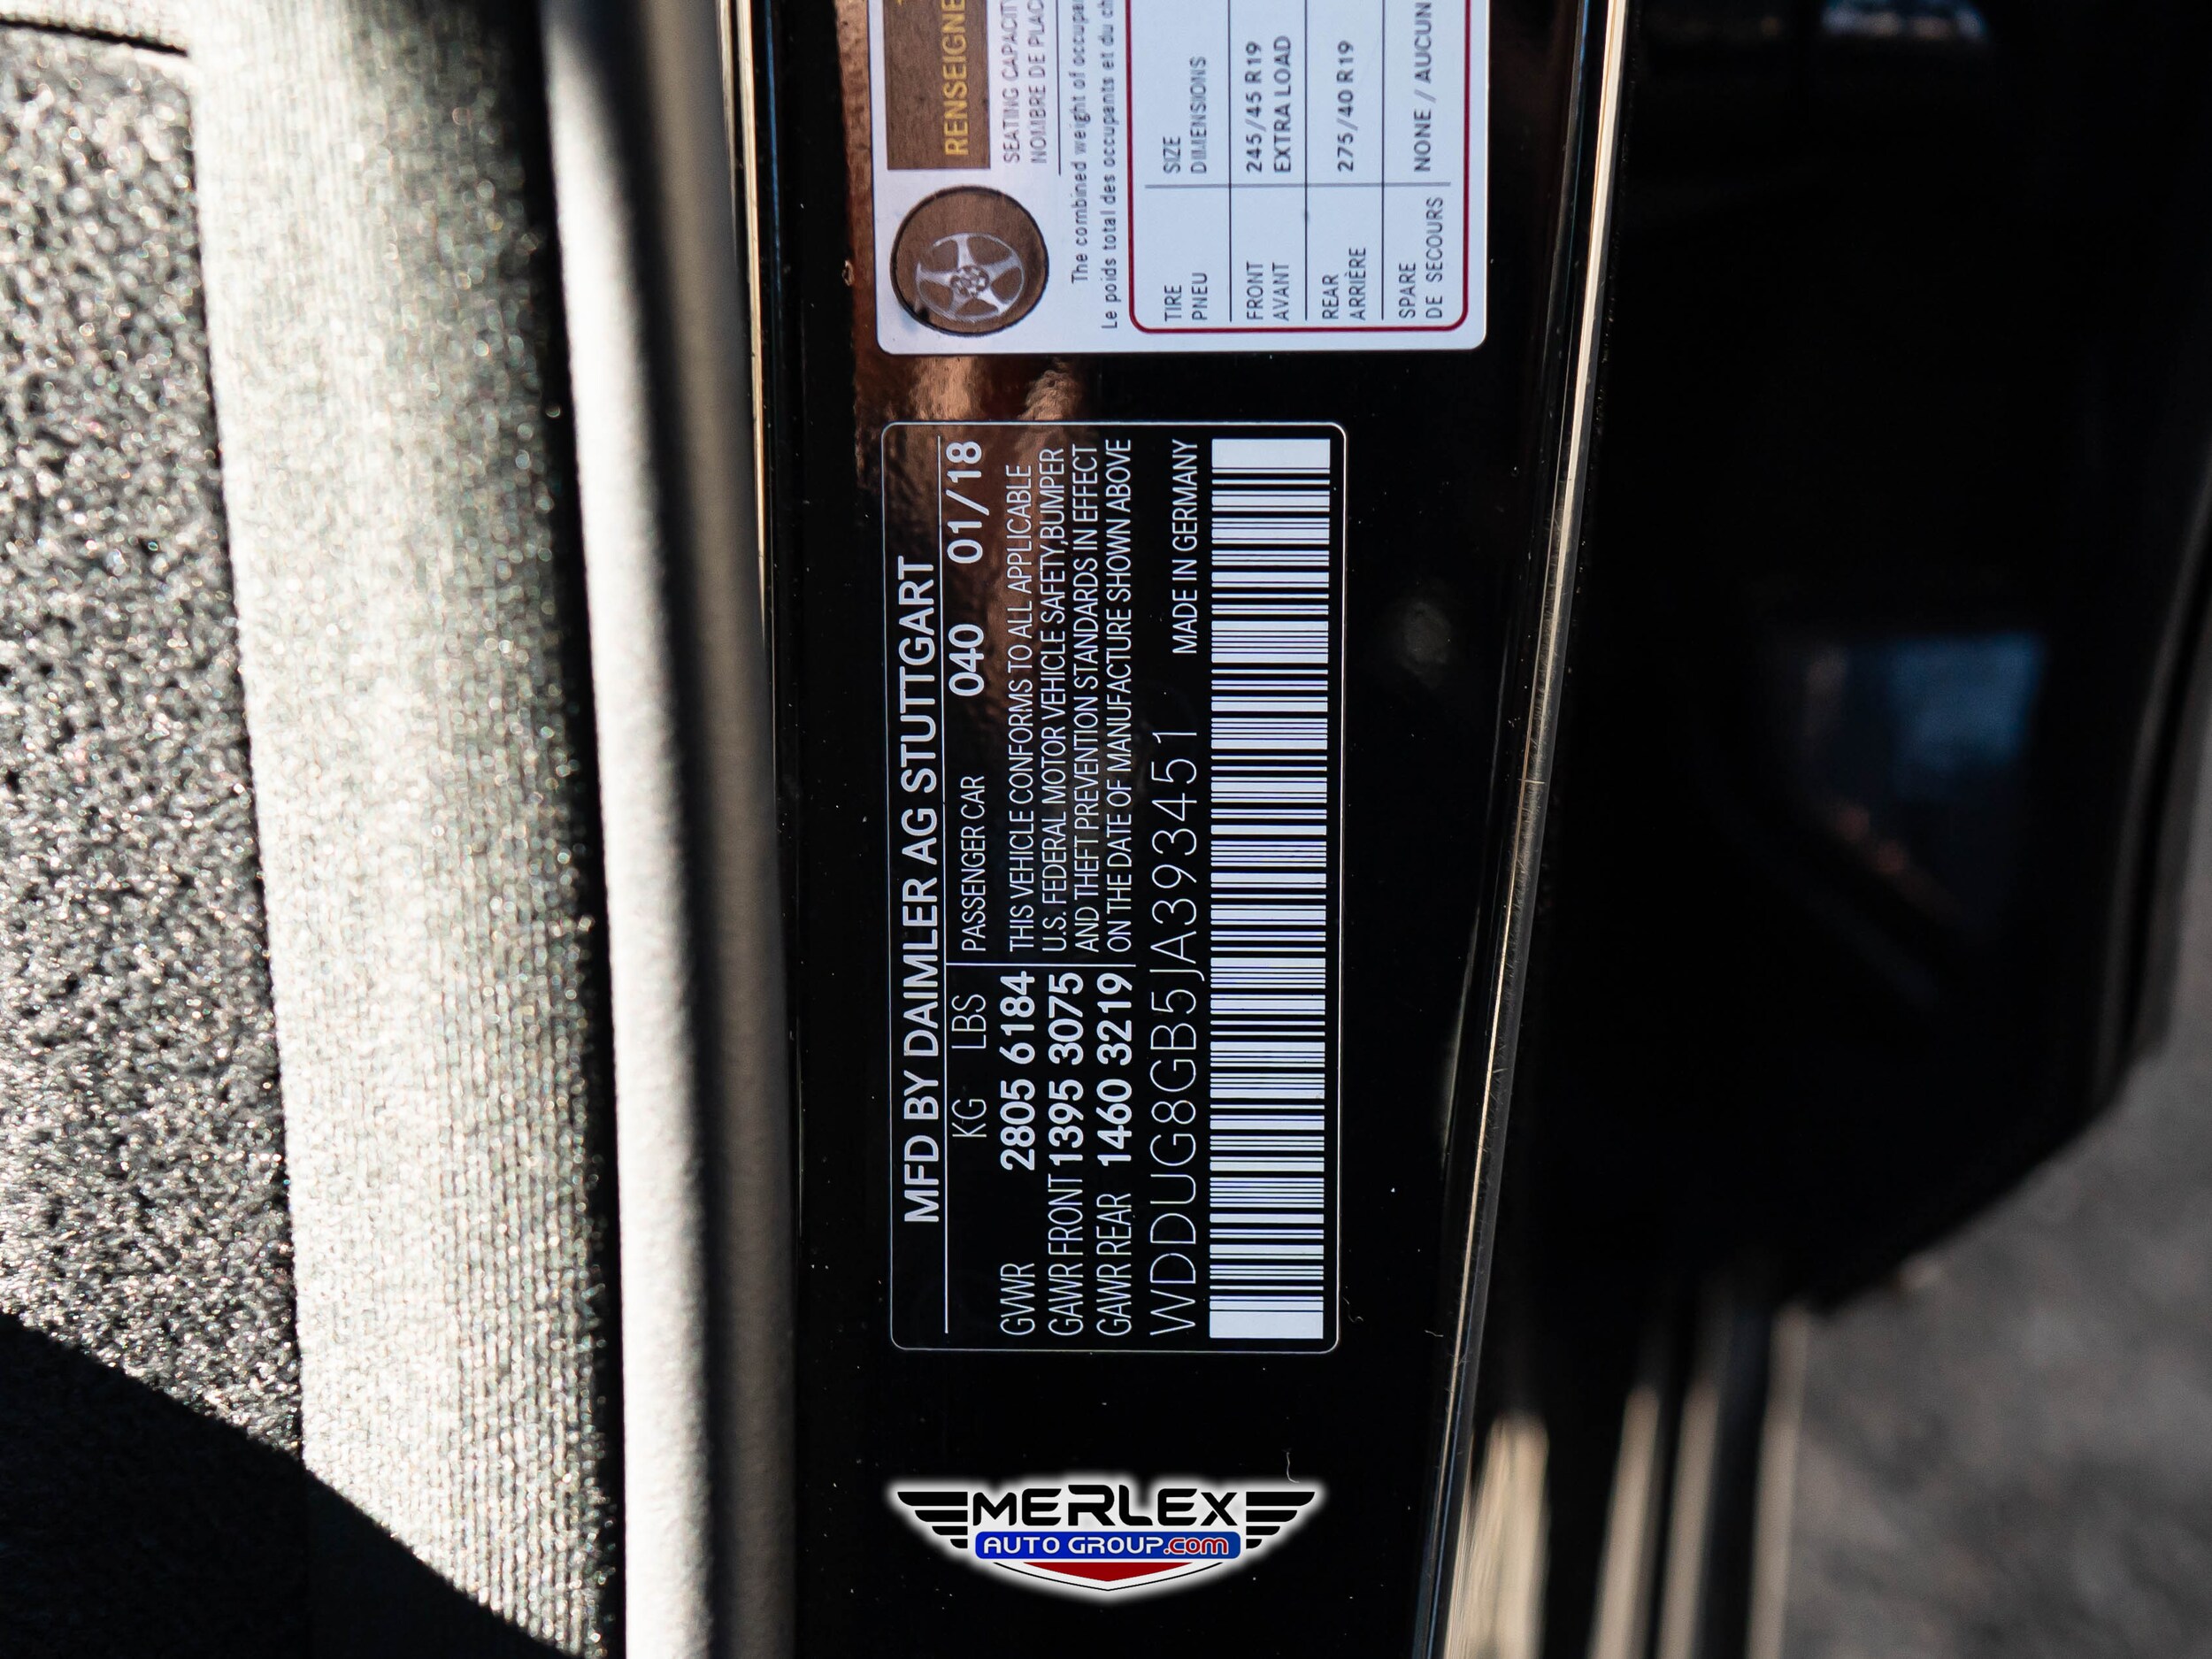 RENSEIGNE
SEATING CAPACITY
NOMBRE DE PLAC
The combined weight of occupa
Le poids total des occupants et du ch
TIRE SIZE
PNEU DIMENSIONS
FRONT 245/45 R19
AVANT EXTRA LOAD
REAR 275/40 R19
ARRIÈRE
SPARE NONE / AUCUN
DE SECOURS
MFD BY DAIMLER AG STUTTGART
KG LBS PASSENGER CAR 040 01/18
GVWR 2805 6184 THIS VEHICLE CONFORMS TO ALL APPLICABLE
U.S. FEDERAL MOTOR VEHICLE SAFETY,BUMPER
GAWR FRONT 1395 3075 AND THEFT PREVENTION STANDARDS IN EFFECT
GAWR REAR 1460 3219 ON THE DATE OF MANUFACTURE SHOWN ABOVE
WDDUG8GB5JA393451 MADE IN GERMANY
MERLEX
AUTO GROUP.com